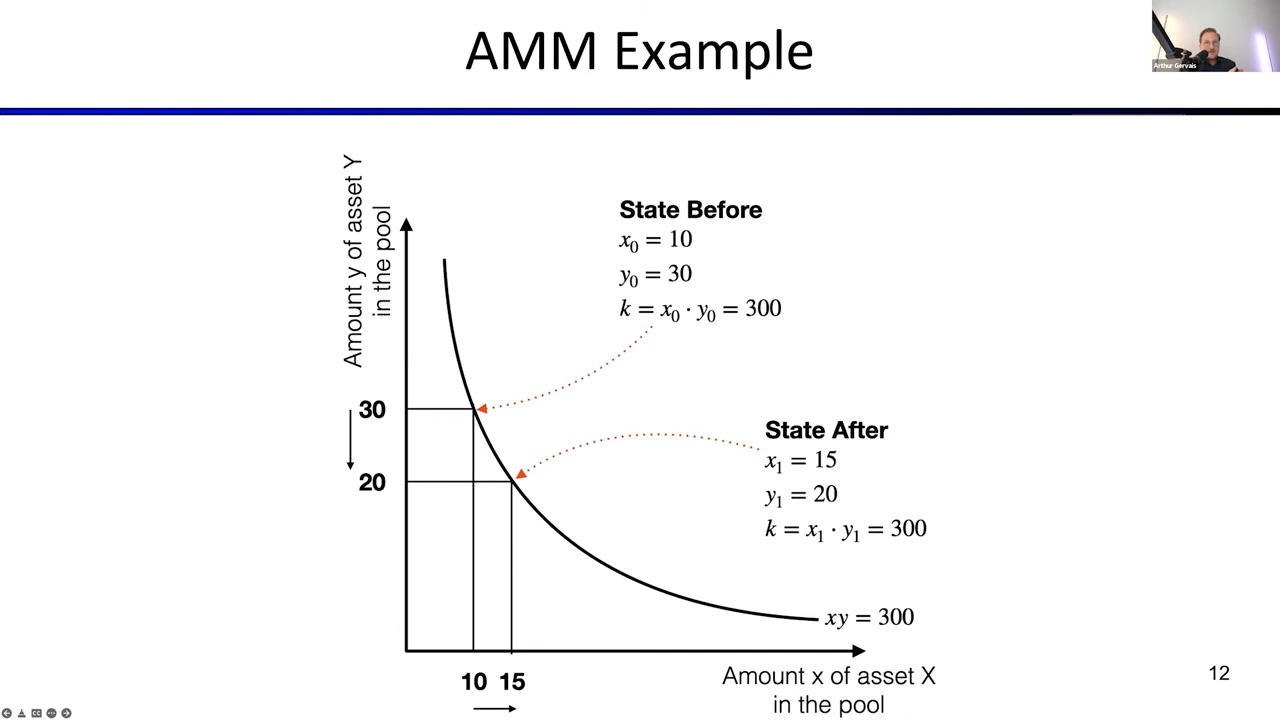 AMM Example
Arthur Gervais
Amount y of asset Y
in the pool
State Before
x₀ = 10
y₀ = 30
k = x₀ · y₀ = 300
30
20
State After
x₁ = 15
y₁ = 20
k = x₁ · y₁ = 300
xy = 300
10 15
Amount x of asset X
in the pool
12